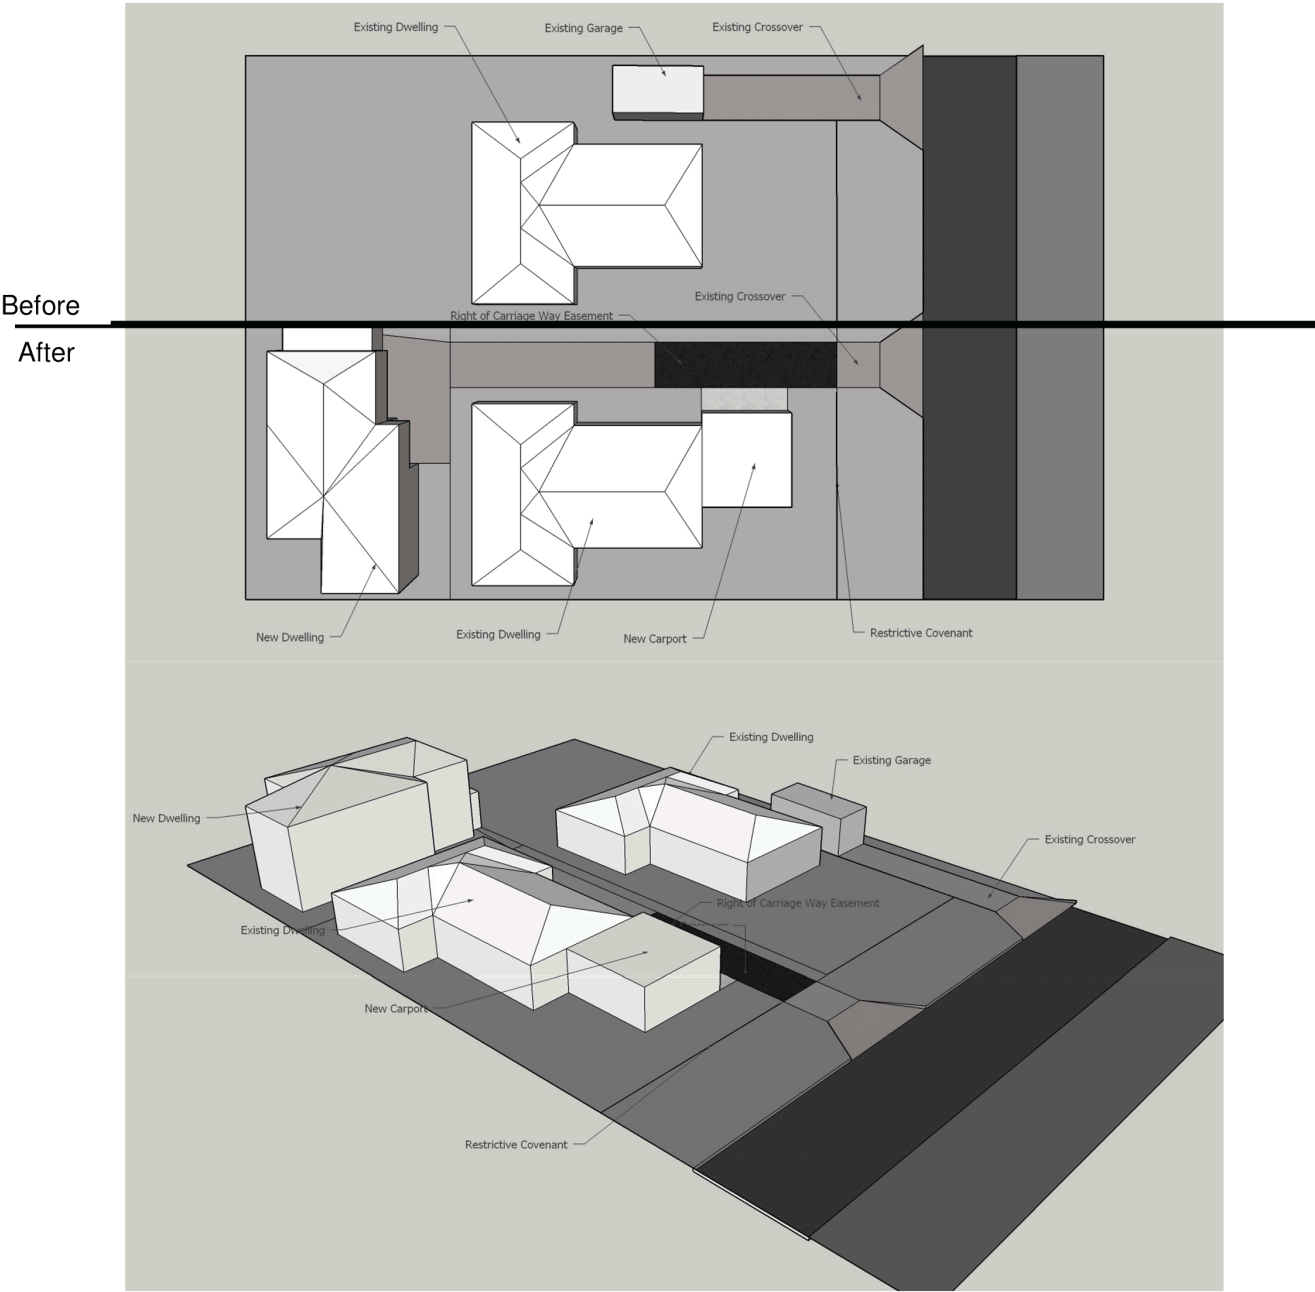 Existing Dwelling
Existing Garage
Existing Crossover
Before
Existing Crossover
Right of Carriage Way Easement
After
New Dwelling
Existing Dwelling
New Carport
Restrictive Covenant
Existing Dwelling
Existing Garage
New Dwelling
Existing Crossover
Right of Carriage Way Easement
Existing Dwelling
New Carport
Restrictive Covenant